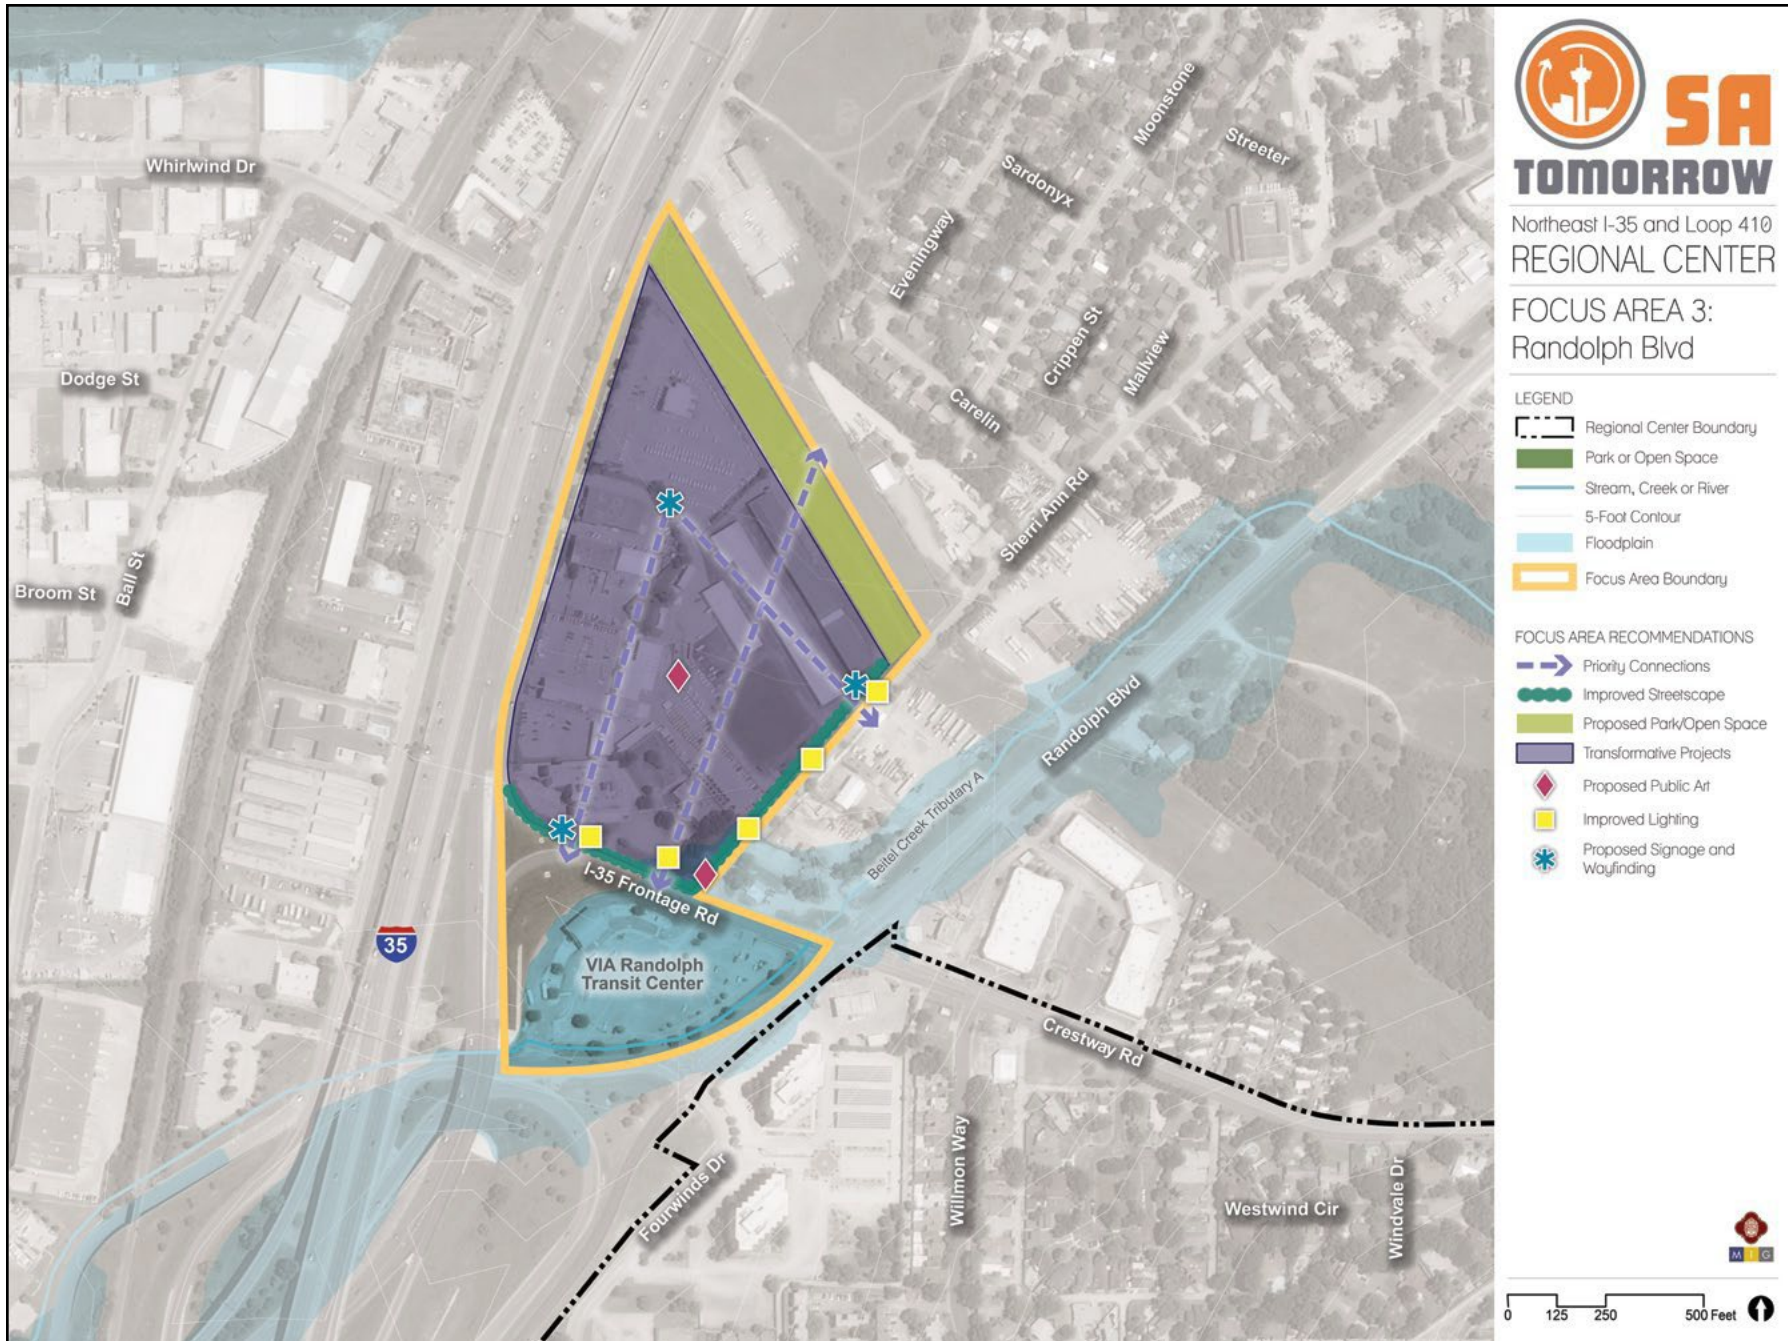 SA
TOMORROW
Northeast I-35 and Loop 410
REGIONAL CENTER
FOCUS AREA 3:
Randolph Blvd
LEGEND
Regional Center Boundary
Park or Open Space
Stream, Creek or River
5-Foot Contour
Floodplain
Focus Area Boundary
FOCUS AREA RECOMMENDATIONS
Priority Connections
Improved Streetscape
Proposed Park/Open Space
Transformative Projects
Proposed Public Art
Improved Lighting
Proposed Signage and
Wayfinding
MIG
0 125 250 500 Feet
Whirlwind Dr
Dodge St
Broom St
Ball St
Moonstone
Streeter
Sardonyx
Eveningway
Crippen St
Mallview
Carelin
Sherri Ann Rd
Randolph Blvd
Beitel Creek Tributary A
I-35 Frontage Rd
35
VIA Randolph
Transit Center
Crestway Rd
Fourwinds Dr
Willmon Way
Westwind Cir
Windvale Dr